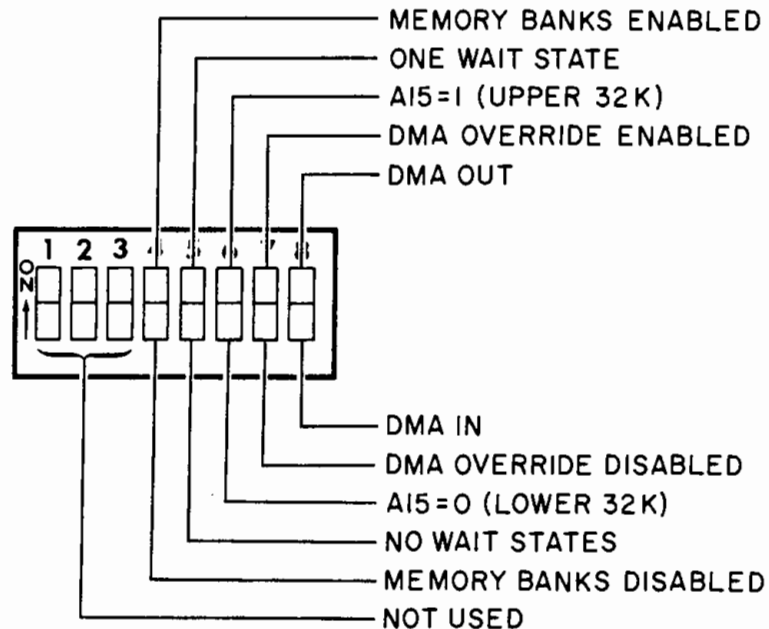 MEMORY BANKS ENABLED
ONE WAIT STATE
A15=1 (UPPER 32K)
DMA OVERRIDE ENABLED
DMA OUT
1 2 3 4 5 6 7 8
ON
DMA IN
DMA OVERRIDE DISABLED
A15=0 (LOWER 32K)
NO WAIT STATES
MEMORY BANKS DISABLED
NOT USED